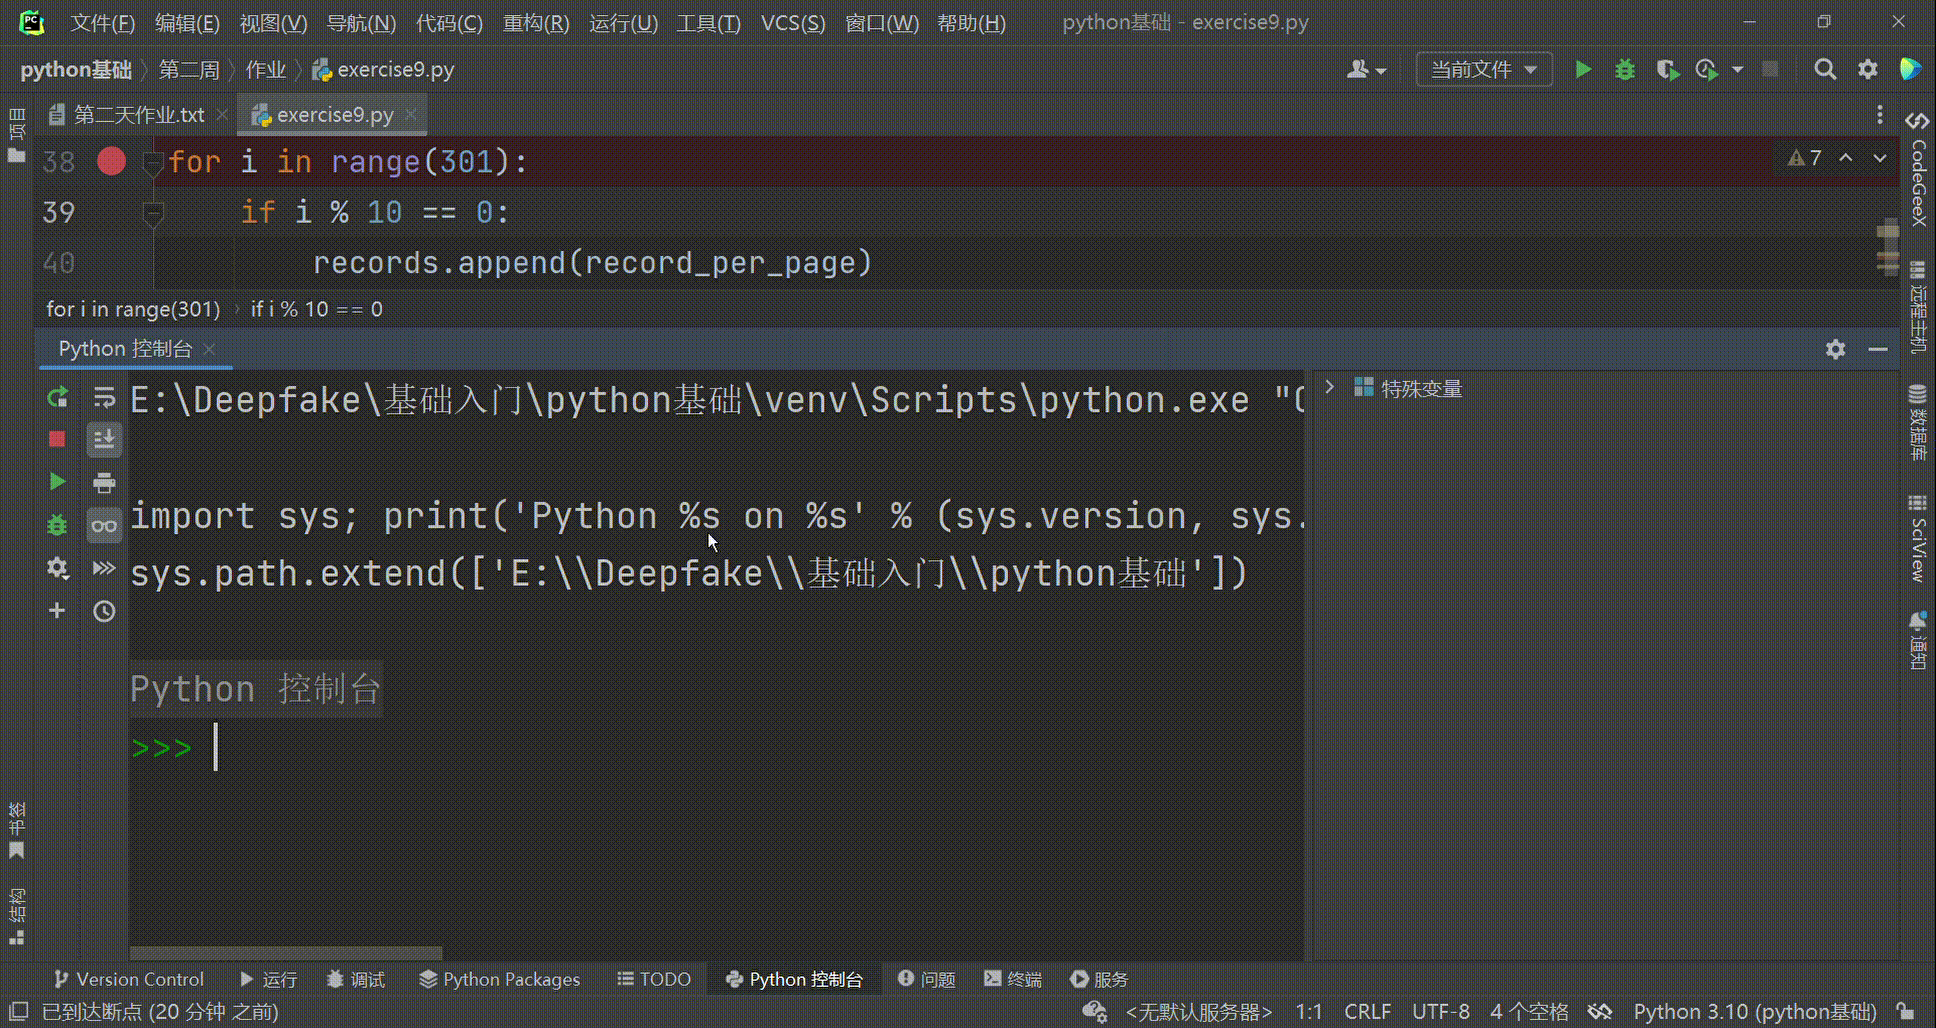 文件(F) 编辑(E) 视图(V) 导航(N) 代码(C) 重构(R) 运行(U) 工具(T) VCS(S) 窗口(W) 帮助(H) python基础 - exercise9.py
python基础 第二周 作业 exercise9.py 当前文件
项目
第二天作业.txt exercise9.py
38 for i in range(301):
7
39 if i % 10 == 0:
40 records.append(record_per_page)
for i in range(301) if i % 10 == 0
Python 控制台
E:\Deepfake\基础入门\python基础\venv\Scripts\python.exe "
特殊变量
import sys; print('Python %s on %s' % (sys.version, sys.
sys.path.extend(['E:\\Deepfake\\基础入门\\python基础'])
Python 控制台
>>>
CodeGeeX
远程主机
数据库
SciView
通知
书签
结构
Version Control 运行 调试 Python Packages TODO Python 控制台 问题 终端 服务
已到达断点 (20 分钟 之前) <无默认服务器> 1:1 CRLF UTF-8 4 个空格 Python 3.10 (python基础)